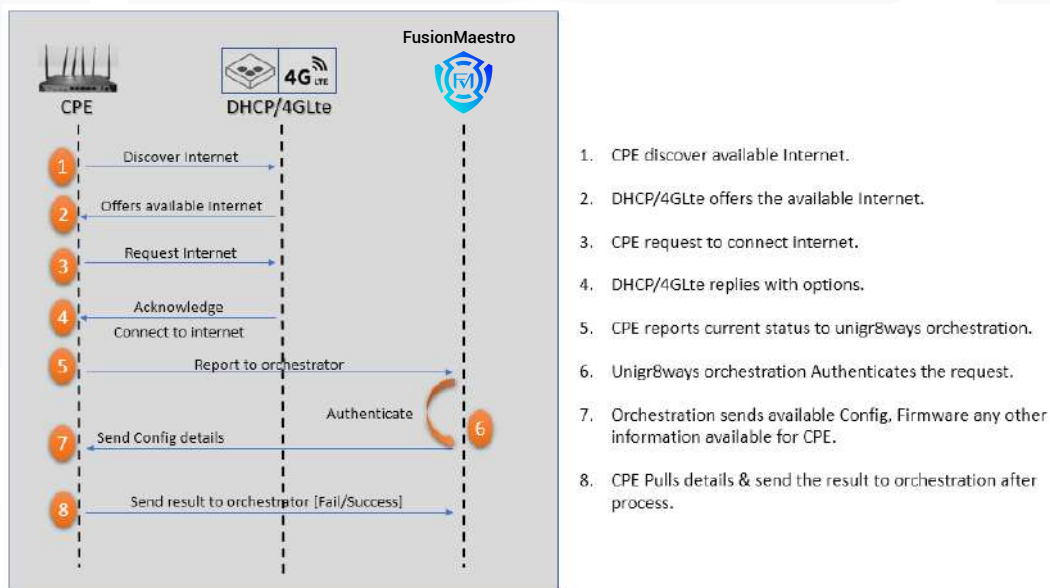 FusionMaestro
FM
4G LTE
CPE
DHCP/4GLte
1
Discover Internet
2
Offers available Internet
3
Request Internet
4
Acknowledge
Connect to internet
5
Report to orchestrator
Authenticate
6
7
Send Config details
8
Send result to orchestrator [Fail/Success]
1. CPE discover available Internet.
2. DHCP/4GLte offers the available Internet.
3. CPE request to connect internet.
4. DHCP/4GLte replies with options.
5. CPE reports current status to unigr8ways orchestration.
6. Unigr8ways orchestration Authenticates the request.
7. Orchestration sends available Config, Firmware any other
information available for CPE.
8. CPE Pulls details & send the result to orchestration after
process.